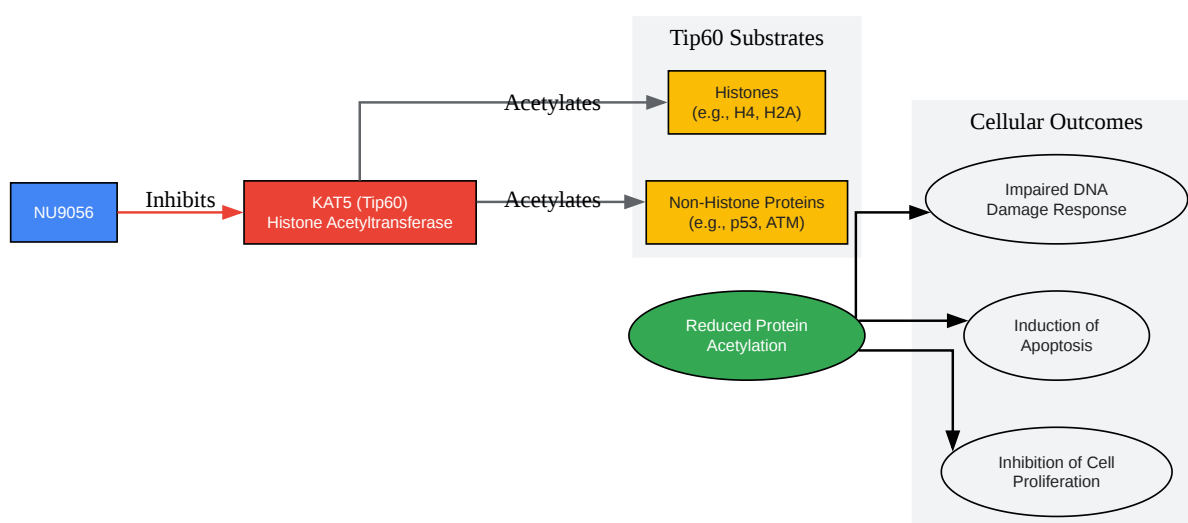 Tip60 Substrates
Acetylates
Histones
(e.g., H4, H2A)
Cellular Outcomes
NU9056
Inhibits
KAT5 (Tip60)
Histone Acetyltransferase
Acetylates
Non-Histone Proteins
(e.g., p53, ATM)
Impaired DNA
Damage Response
Reduced Protein
Acetylation
Induction of
Apoptosis
Inhibition of Cell
Proliferation